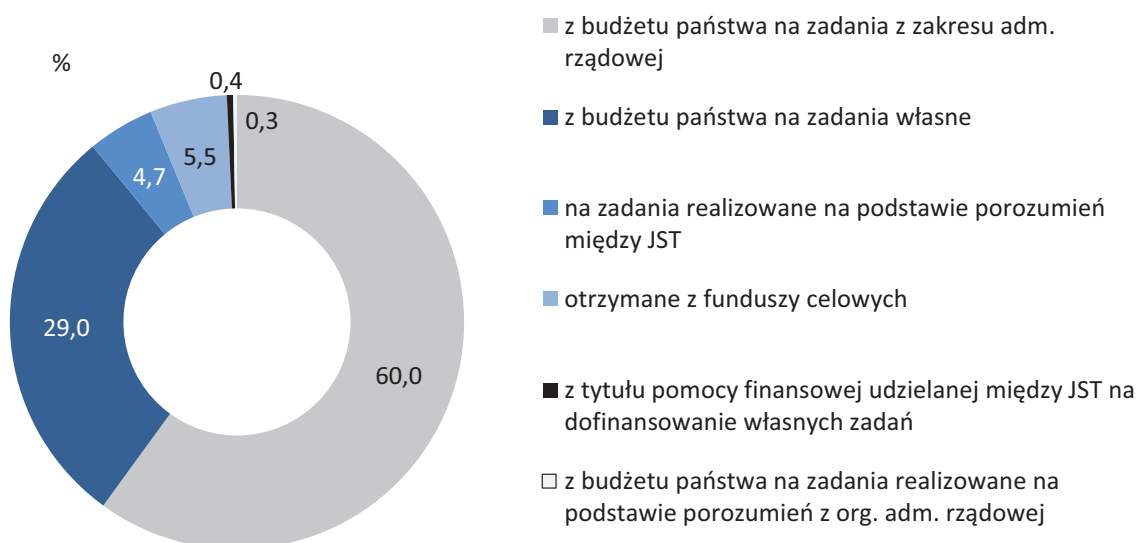 %
0,4
0,3
5,5
4,7
29,0
60,0
z budżetu państwa na zadania z zakresu adm.
rządowej
z budżetu państwa na zadania własne
na zadania realizowane na podstawie porozumień
między JST
otrzymane z funduszy celowych
z tytułu pomocy finansowej udzielanej między JST na
dofinansowanie własnych zadań
z budżetu państwa na zadania realizowane na
podstawie porozumień z org. adm. rządowej